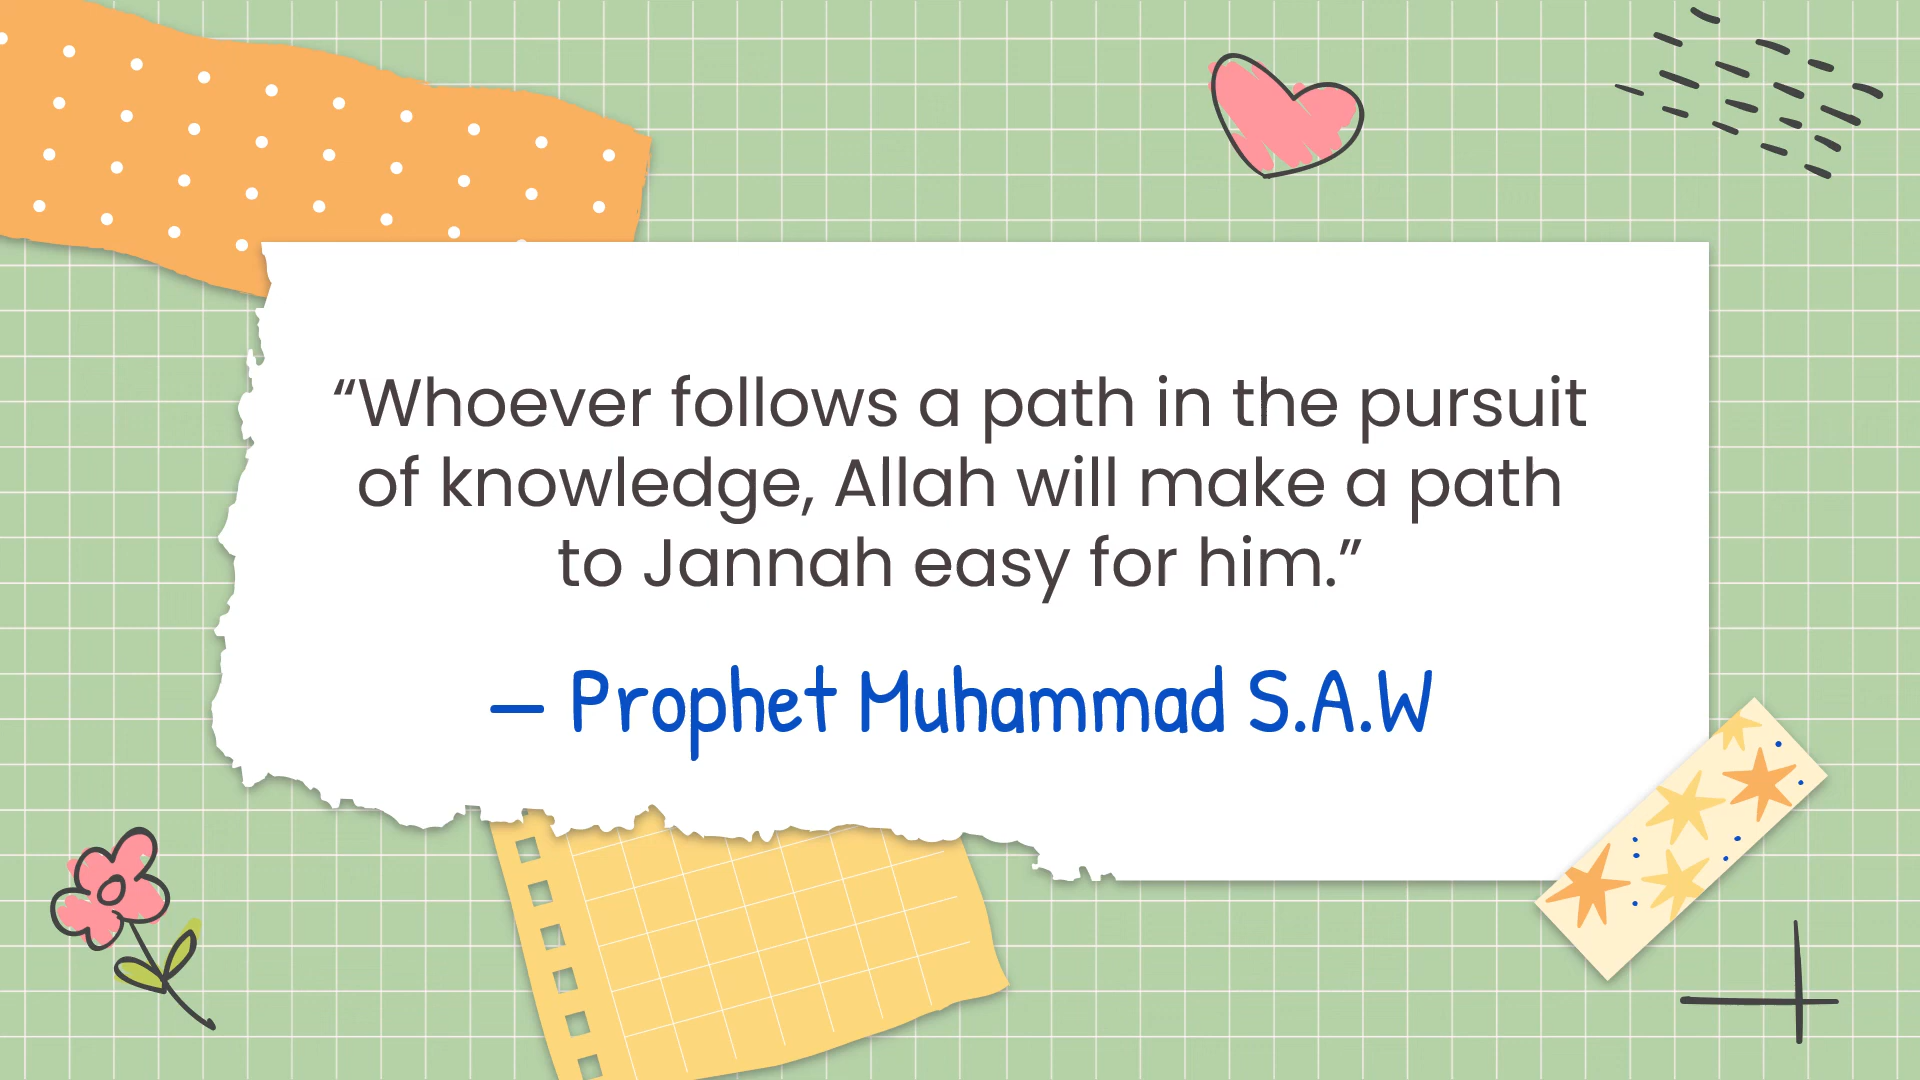 “Whoever follows a path in the pursuit
of knowledge, Allah will make a path
to Jannah easy for him.”
– Prophet Muhammad S.A.W